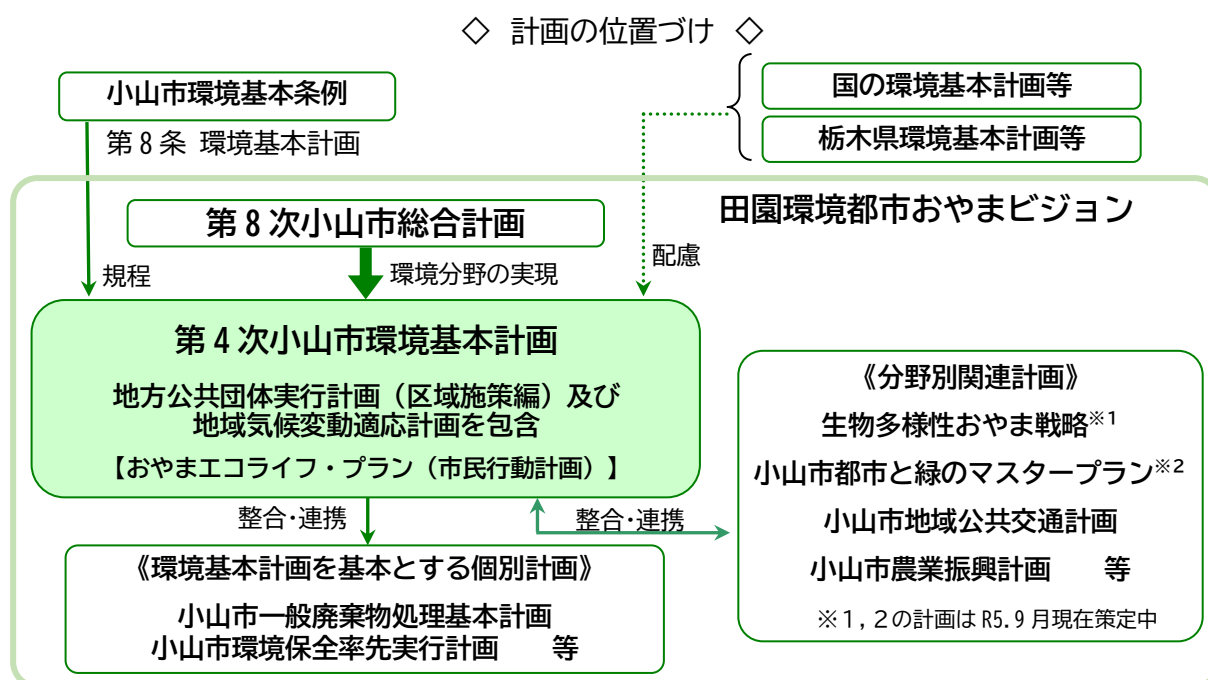 ◇ 計画の位置づけ ◇
小山市環境基本条例
第8条 環境基本計画
国の環境基本計画等
栃木県環境基本計画等
田園環境都市おやまビジョン
第8次小山市総合計画
規程
環境分野の実現
配慮
第4次小山市環境基本計画
地方公共団体実行計画（区域施策編）及び
地域気候変動適応計画を包含
【おやまエコライフ・プラン（市民行動計画）】
整合・連携
整合・連携
《環境基本計画を基本とする個別計画》
小山市一般廃棄物処理基本計画
小山市環境保全率先実行計画　等
《分野別関連計画》
生物多様性おやま戦略※1
小山市都市と緑のマスタープラン※2
小山市地域公共交通計画
小山市農業振興計画　等
※１，２の計画は R5.9 月現在策定中